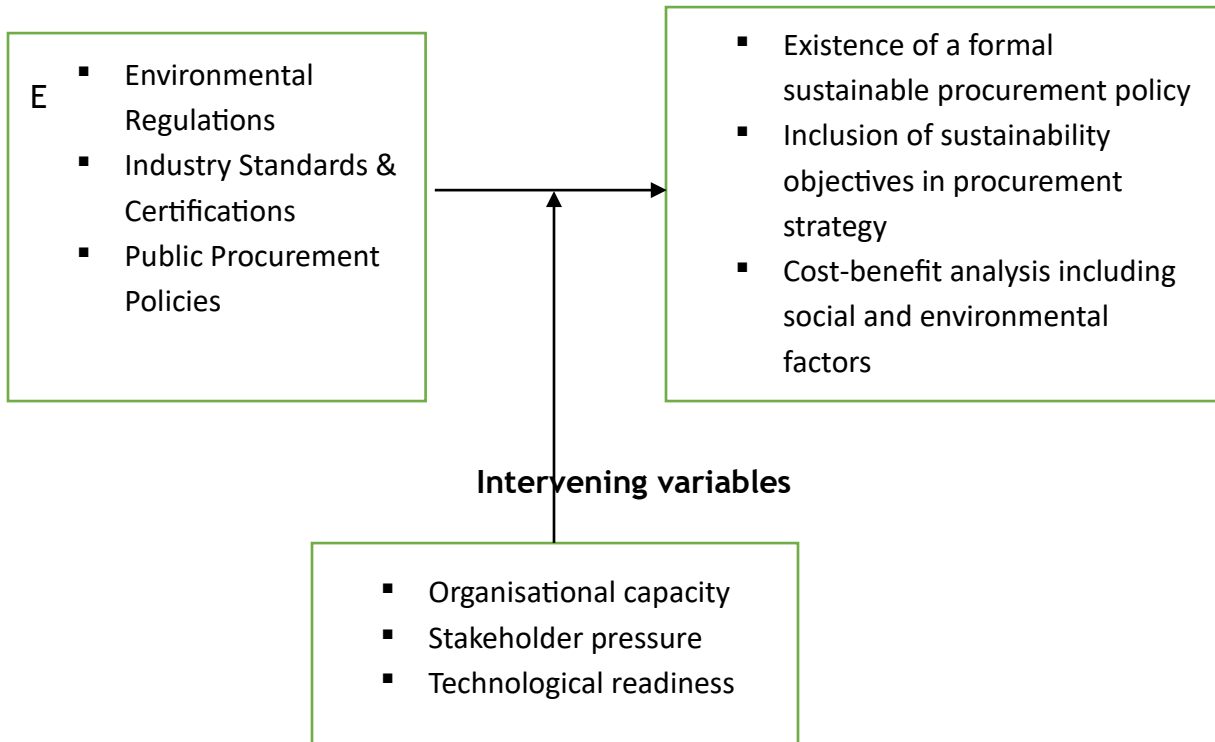 E
▪ Environmental
Regulations
▪ Industry Standards &
Certifications
▪ Public Procurement
Policies
▪ Existence of a formal
sustainable procurement policy
▪ Inclusion of sustainability
objectives in procurement
strategy
▪ Cost-benefit analysis including
social and environmental
factors
Intervening variables
▪ Organisational capacity
▪ Stakeholder pressure
▪ Technological readiness